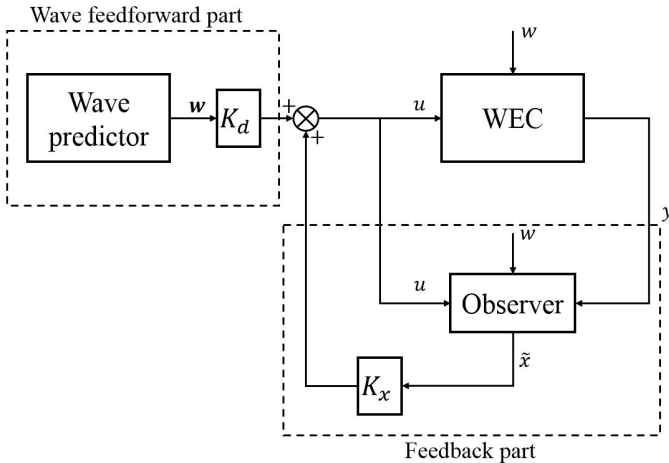 Wave feedforward part
Wave
predictor
w
K_d
+
+
u
w
WEC
y
w
u
Observer
x̃
K_x
Feedback part